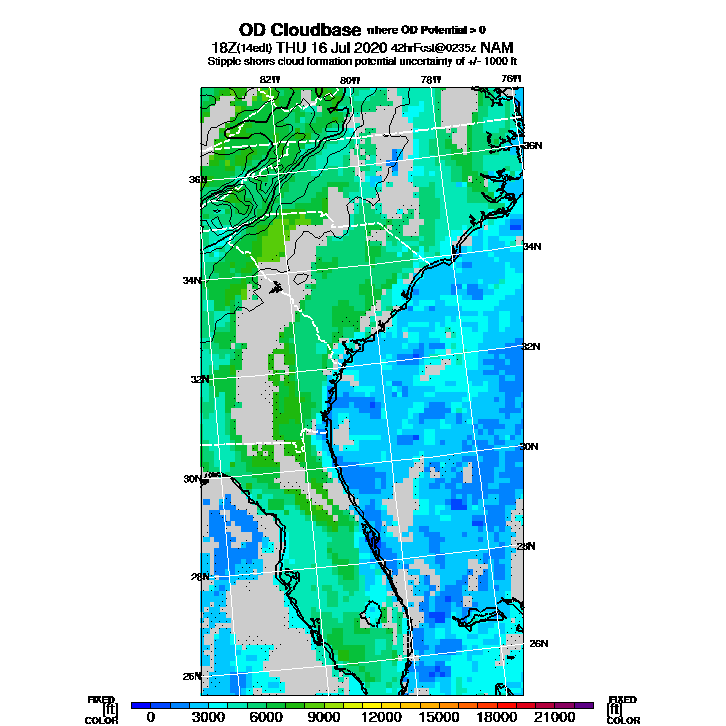 OD Cloudbase where OD Potential > 0
18Z(14edt) THU 16 Jul 2020 42hrFcst@0235z NAM
Stipple shows cloud formation potential uncertainty of +/- 1000 ft
82W 80W 78W 76W
36N
36N
34N
34N
32N
32N
30N
30N
28N
28N
26N
26N
FIXED FIXED
[ft] [ft]
COLOR COLOR
0 3000 6000 9000 12000 15000 18000 21000